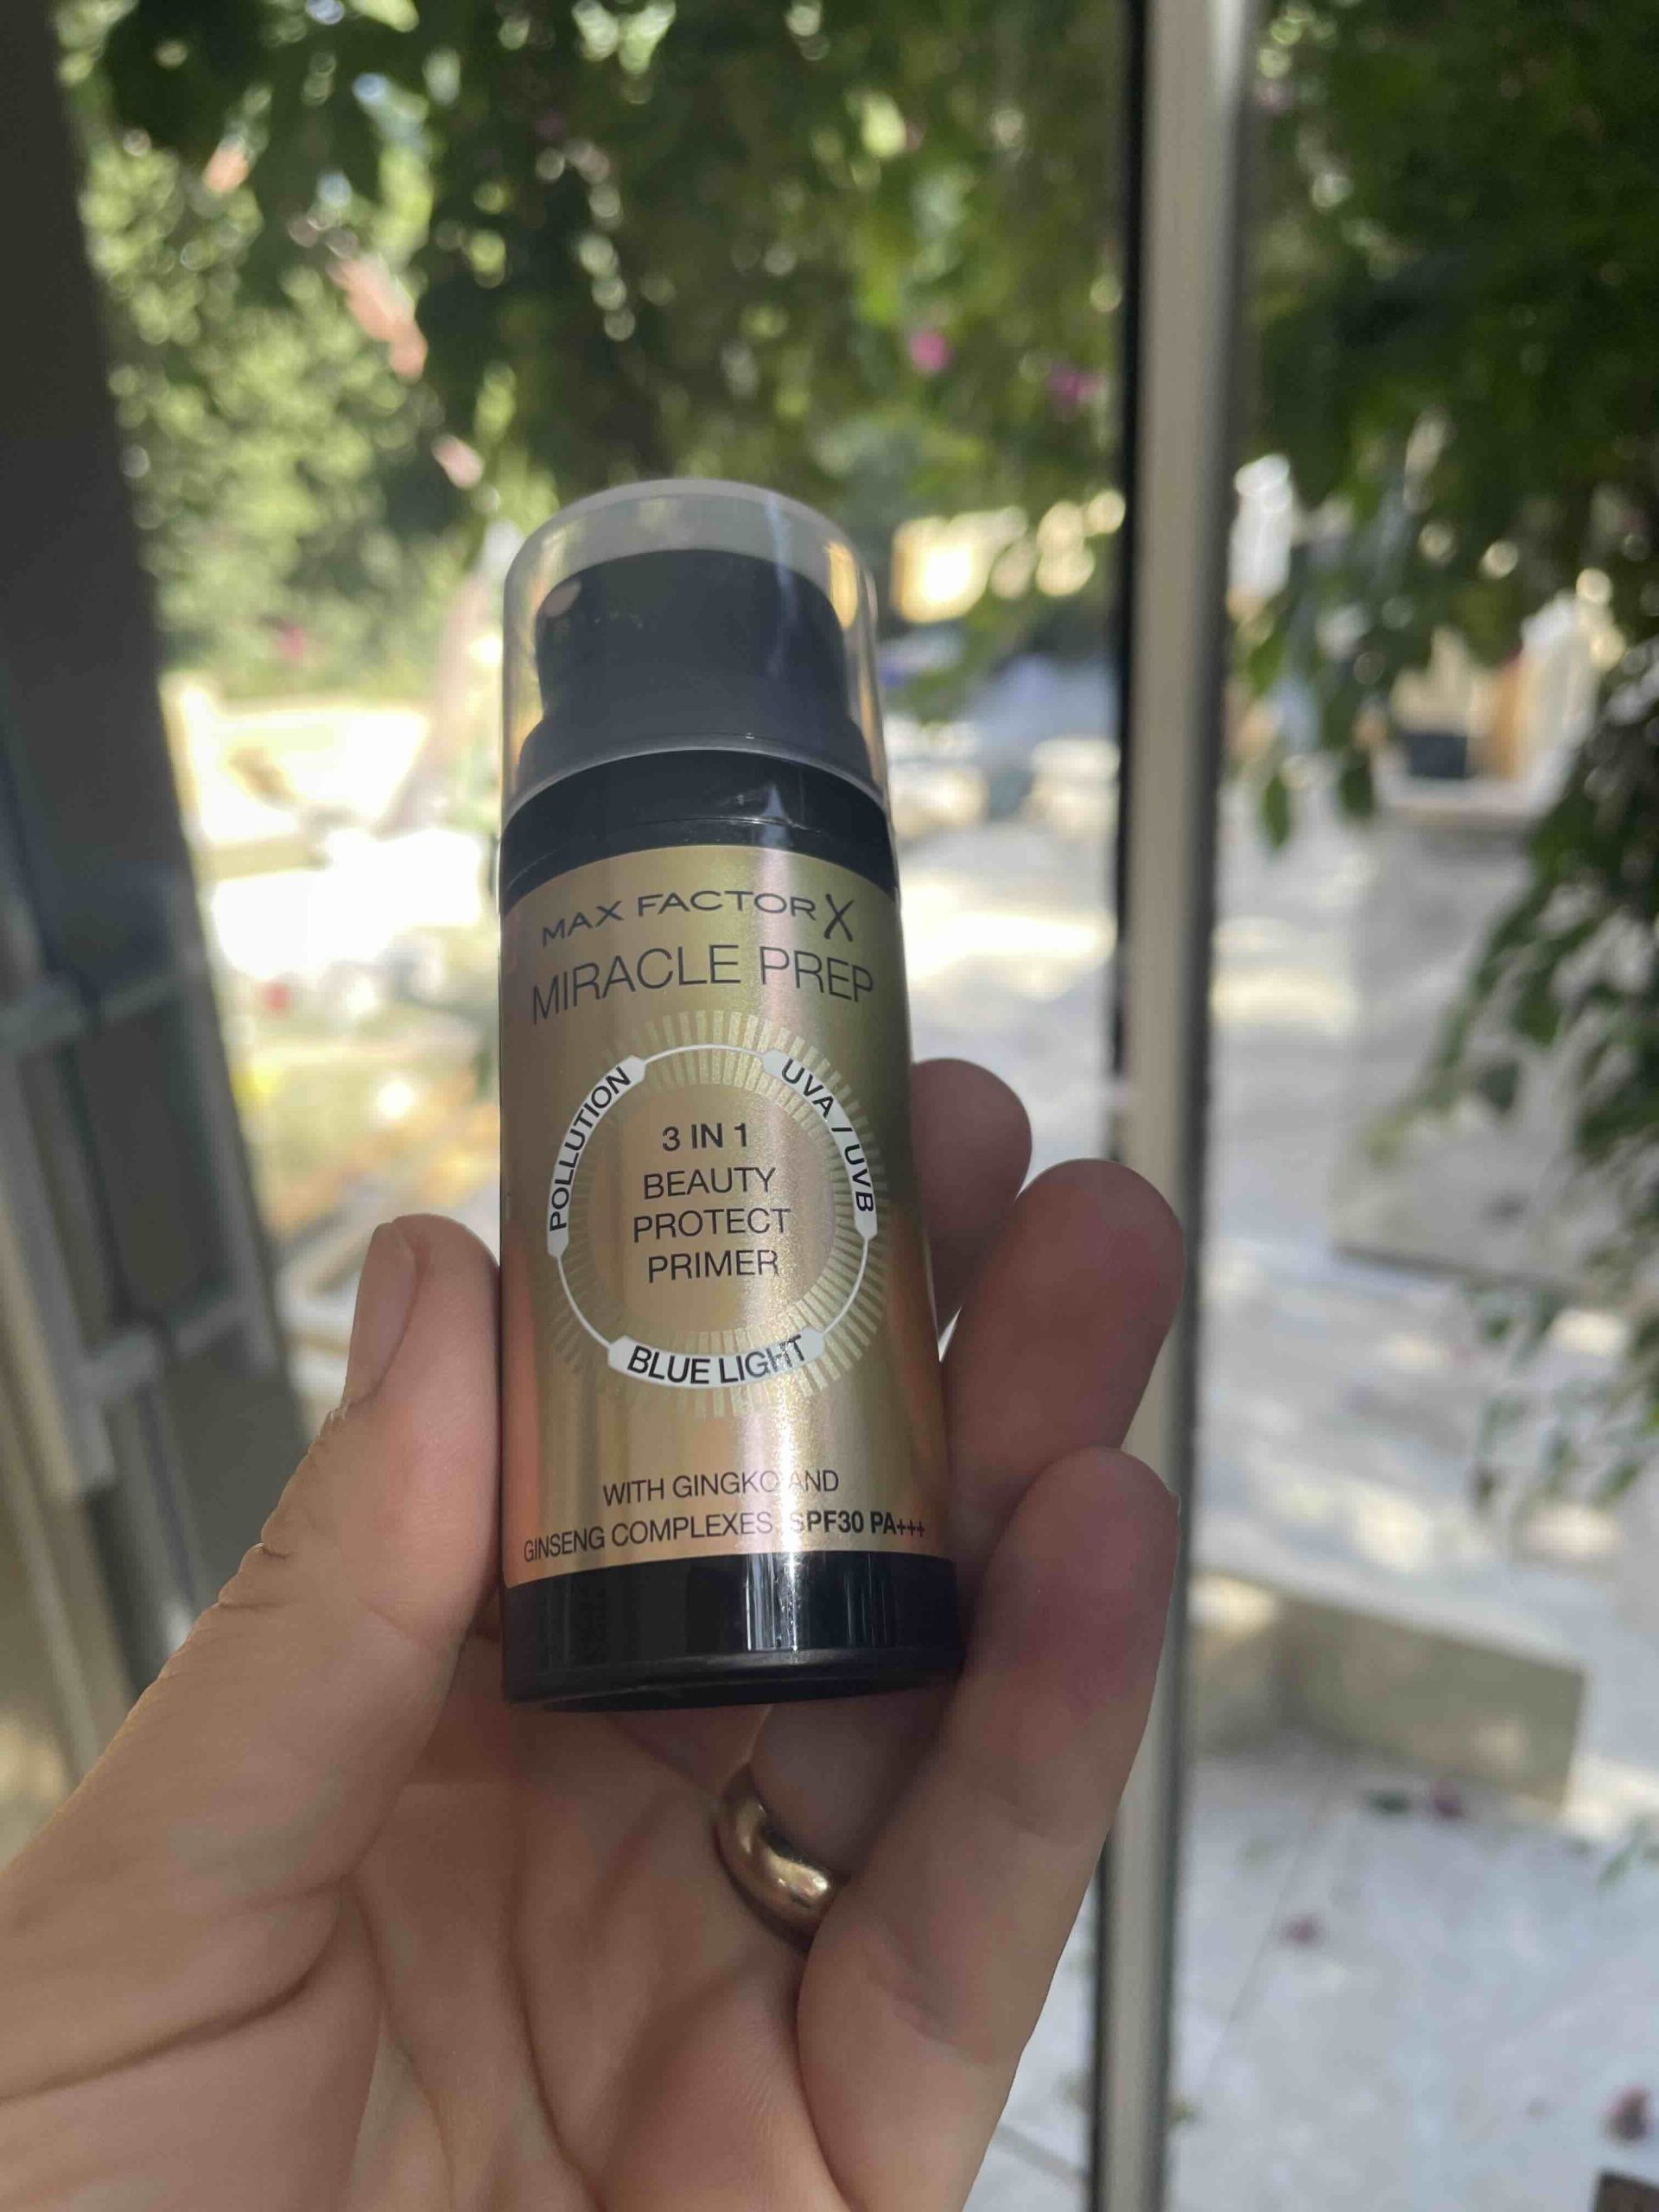 MAX FACTOR X
MIRACLE PREP
POLLUTION
UVA / UVB
3 IN 1
BEAUTY
PROTECT
PRIMER
BLUE LIGHT
WITH GINGKO AND
GINSENG COMPLEXES SPF30 PA+++